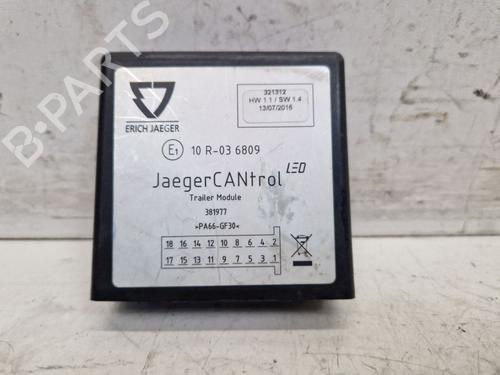 ERICH JAEGER
321312
HW 1.1 / SW 1.4
13/07/2016
E1 10 R-03 6809
JaegerCANtrol LED
Trailer Module
381977
>PA66-GF30<
18 16 14 12 10 8 6 4 2
17 15 13 11 9 7 5 3 1
B-PARTS